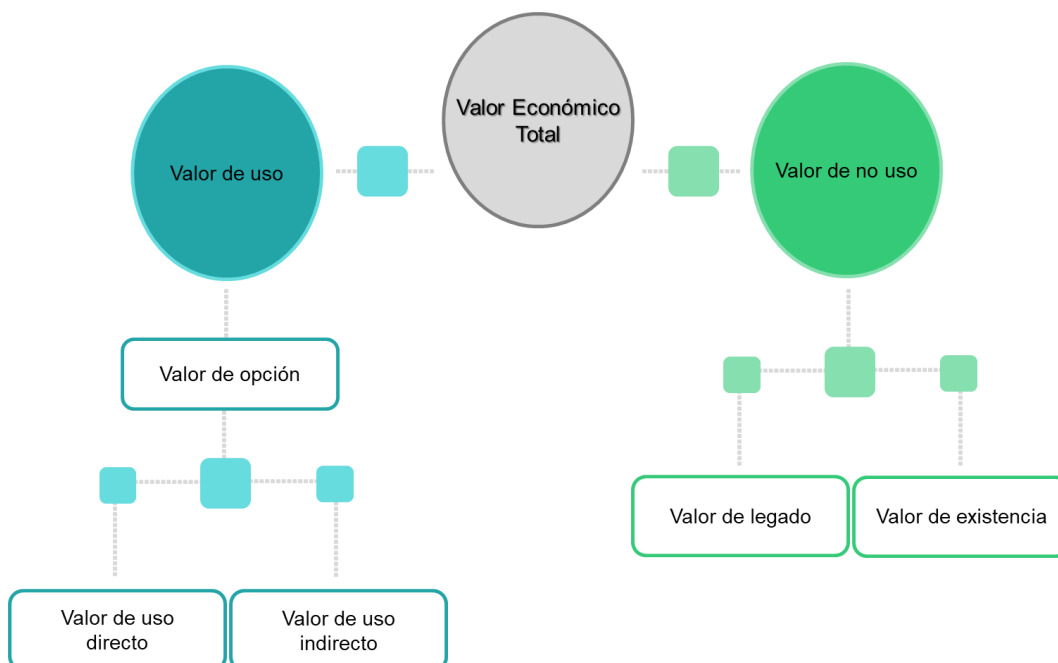 Valor Económico
Total
Valor de uso
Valor de no uso
Valor de opción
Valor de legado
Valor de existencia
Valor de uso
directo
Valor de uso
indirecto